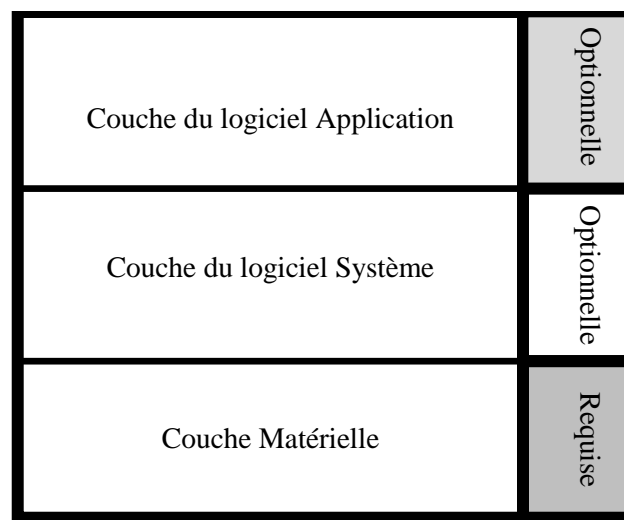 Couche du logiciel Application
Optionnelle
Couche du logiciel Système
Optionnelle
Couche Matérielle
Requise